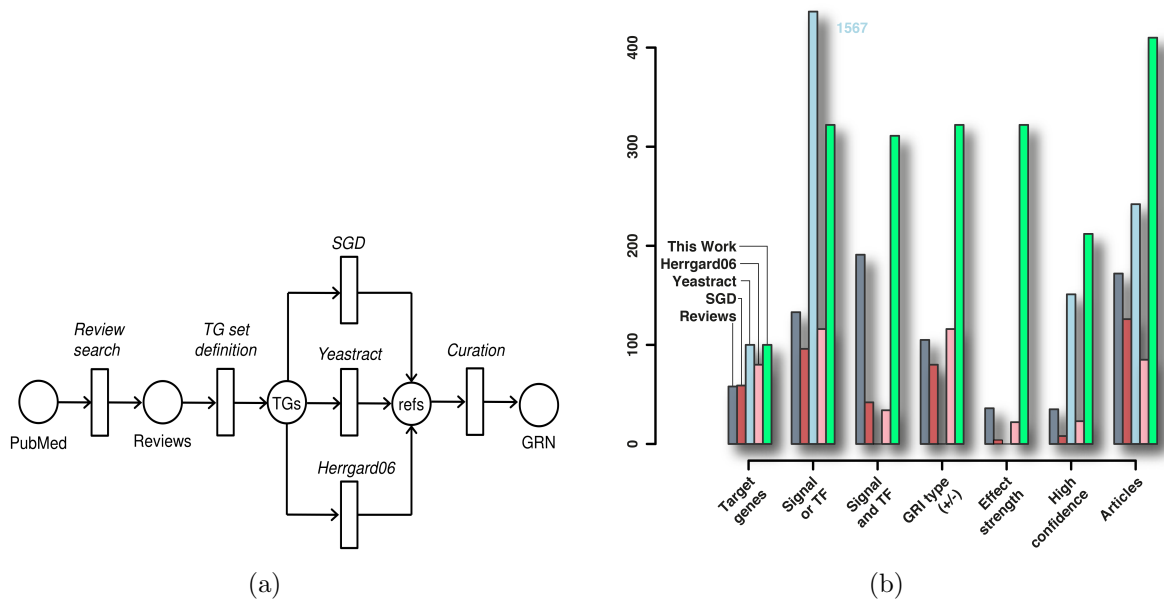 SGD
Review
search
TG set
definition
Yeastract
Curation
TGs
refs
PubMed
Reviews
GRN
Herrgard06
(a)
1567
400
300
200
100
0
This Work
Herrgard06
Yeastract
SGD
Reviews
Target
genes
Signal
or TF
Signal
and TF
GRI type
(+/-)
Effect
strength
High
confidence
Articles
(b)